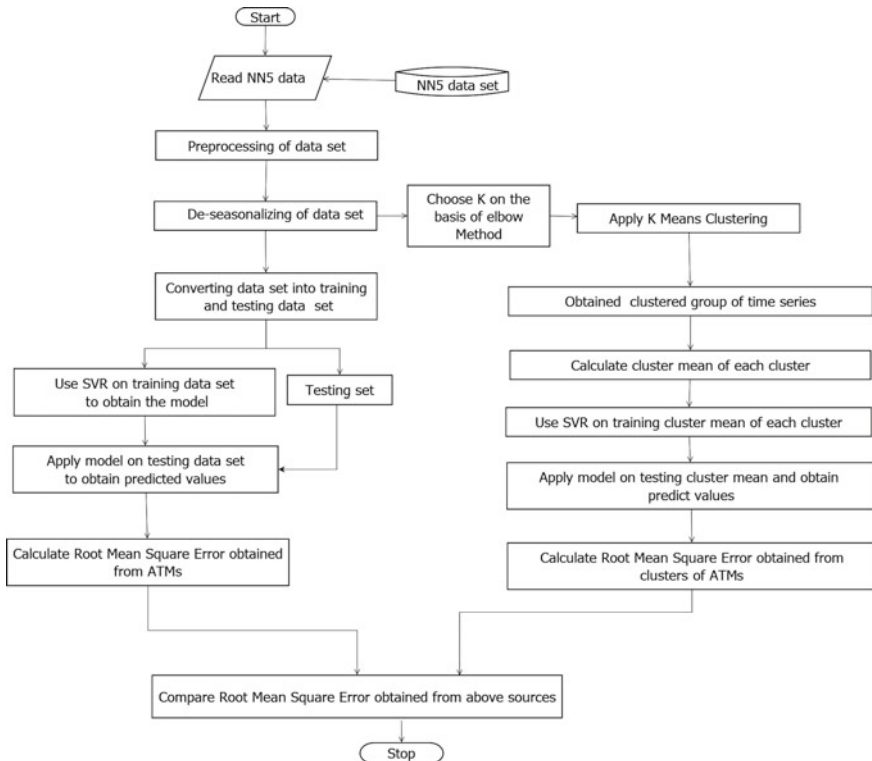 Start
Read NN5 data
NN5 data set
Preprocessing of data set
De-seasonalizing of data set
Choose K on the
basis of elbow
Method
Apply K Means Clustering
Converting data set into training
and testing data set
Obtained clustered group of time series
Use SVR on training data set
to obtain the model
Testing set
Calculate cluster mean of each cluster
Use SVR on training cluster mean of each cluster
Apply model on testing data set
to obtain predicted values
Apply model on testing cluster mean and obtain
predict values
Calculate Root Mean Square Error obtained
from ATMs
Calculate Root Mean Square Error obtained from
clusters of ATMs
Compare Root Mean Square Error obtained from above sources
Stop